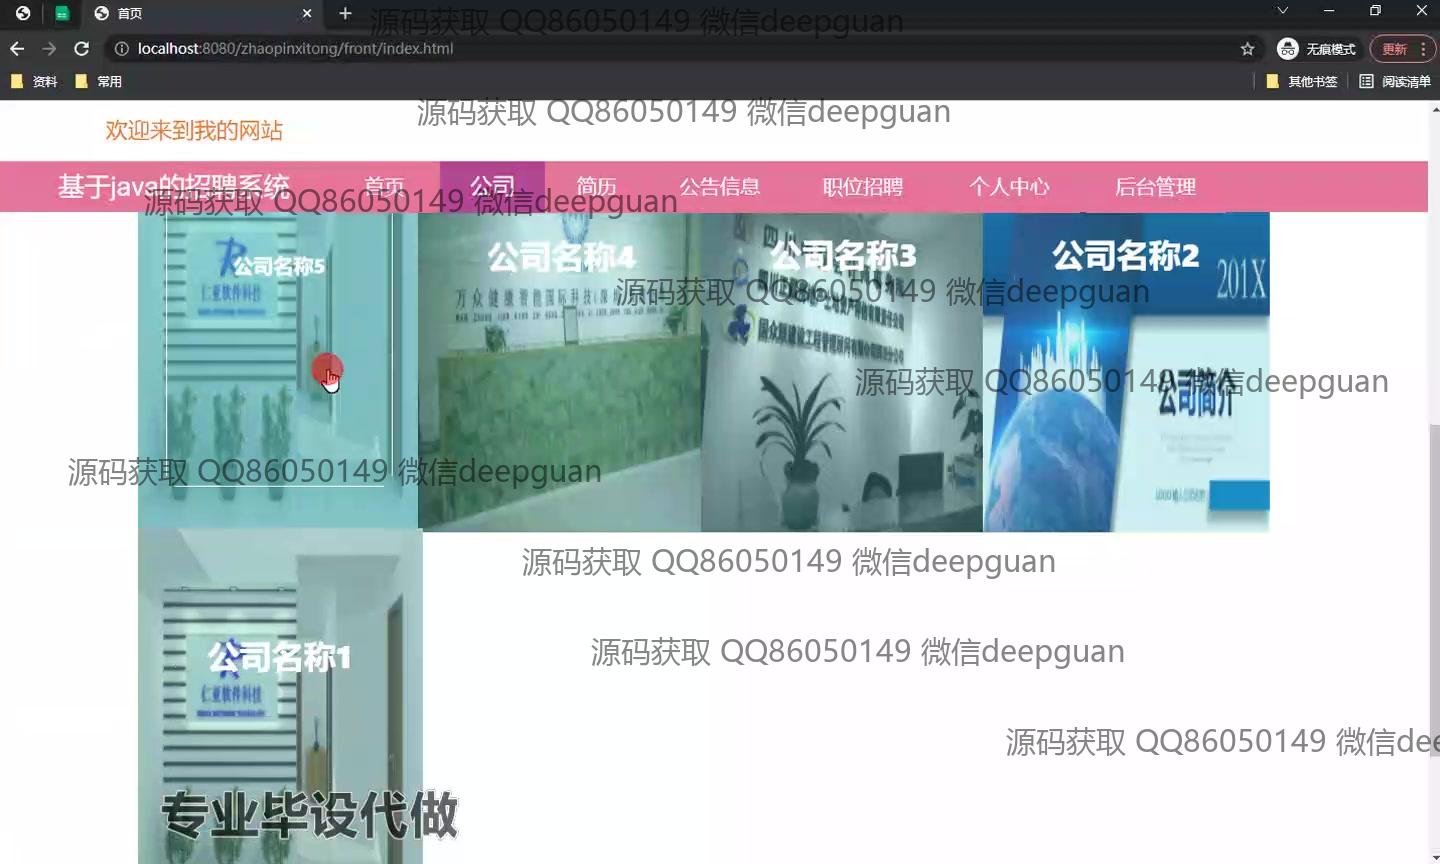 首页
localhost:8080/zhaopinxitong/front/index.html
无痕模式
更新
资料
常用
其他书签
阅读清单
源码获取 QQ86050149 微信deepguan
源码获取 QQ86050149 微信deepguan
欢迎来到我的网站
基于java的招聘系统
首页
公司
简历
公告信息
职位招聘
个人中心
后台管理
源码获取 QQ86050149 微信deepguan
公司名称5
公司名称4
公司名称3
公司名称2
仁亚软件科技
201X
源码获取 QQ86050149 微信deepguan
源码获取 QQ86050149 微信deepguan
公司简介
源码获取 QQ86050149 微信deepguan
源码获取 QQ86050149 微信deepguan
公司名称1
仁亚软件科技
源码获取 QQ86050149 微信deepguan
源码获取 QQ86050149 微信dee
专业毕设代做